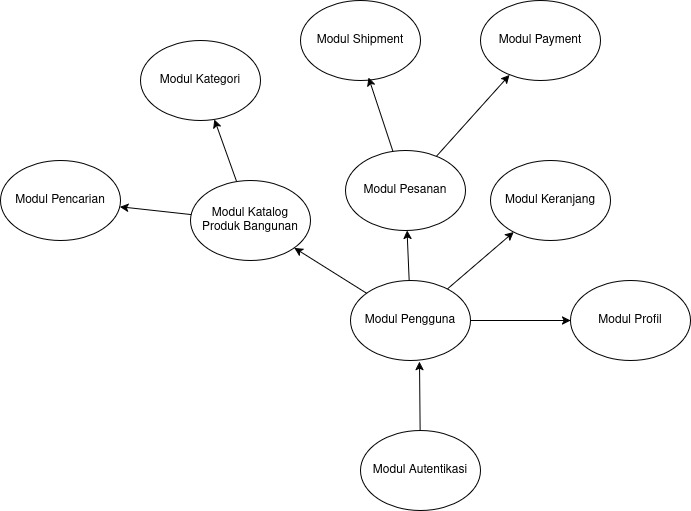 Modul Shipment
Modul Payment
Modul Kategori
Modul Pesanan
Modul Pencarian
Modul Keranjang
Modul Katalog
Produk Bangunan
Modul Pengguna
Modul Profil
Modul Autentikasi